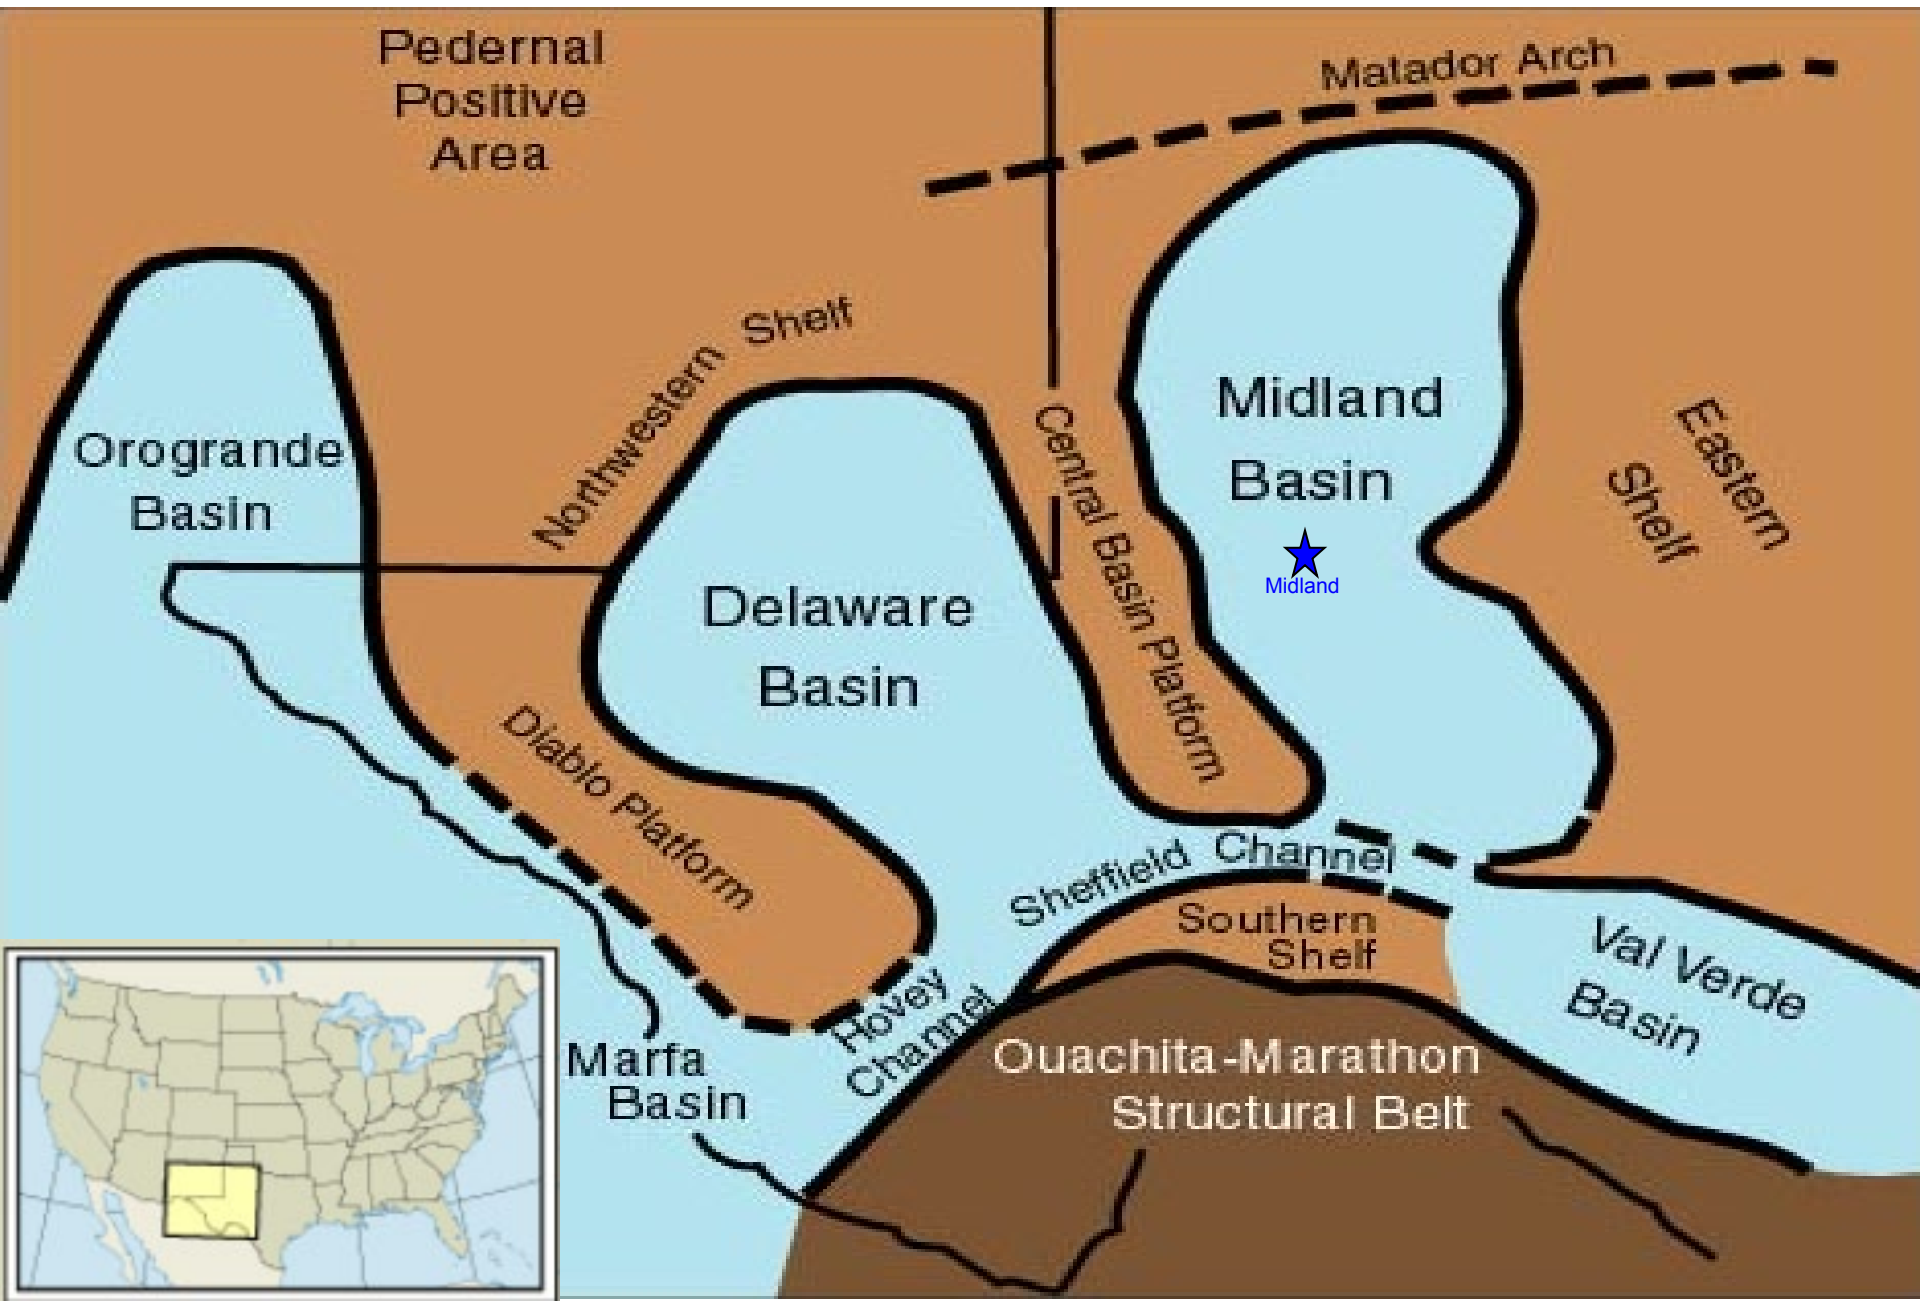 Pedernal
Positive
Area
Matador Arch
Northwestern Shelf
Orogrande
Basin
Midland
Basin
Midland
Eastern
Shelf
Central Basin Platform
Delaware
Basin
Diablo Platform
Sheffield Channel
Southern
Shelf
Val Verde
Basin
Hovey
Channel
Marfa
Basin
Ouachita-Marathon
Structural Belt